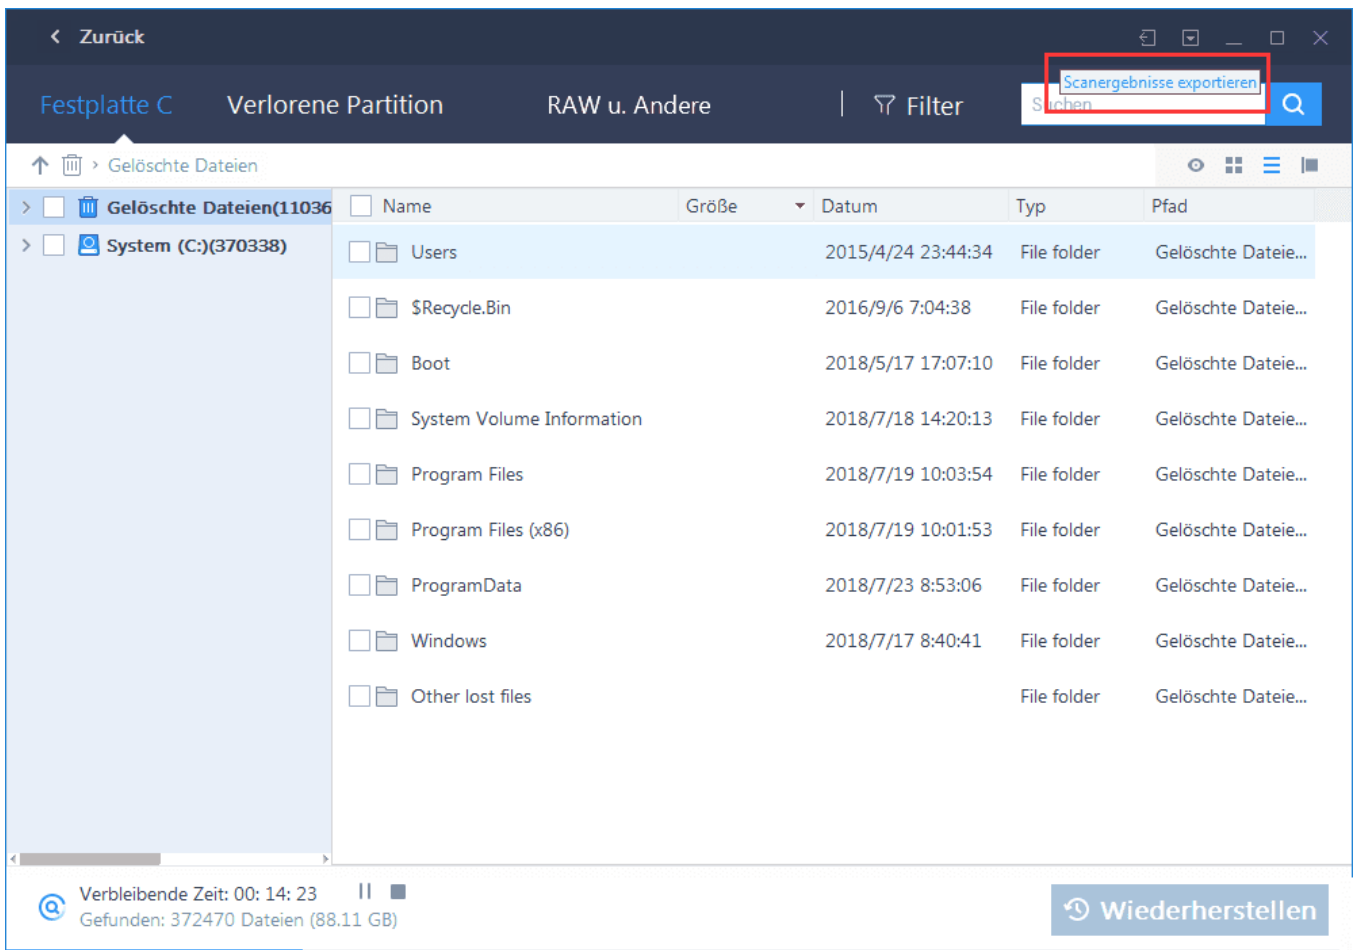 Zurück
Scanergebnisse exportieren
Festplatte C Verlorene Partition RAW u. Andere Filter Suchen
Gelöschte Dateien
Gelöschte Dateien(11036
System (C:)(370338)
Name Größe Datum Typ Pfad
Users 2015/4/24 23:44:34 File folder Gelöschte Dateie...
$Recycle.Bin 2016/9/6 7:04:38 File folder Gelöschte Dateie...
Boot 2018/5/17 17:07:10 File folder Gelöschte Dateie...
System Volume Information 2018/7/18 14:20:13 File folder Gelöschte Dateie...
Program Files 2018/7/19 10:03:54 File folder Gelöschte Dateie...
Program Files (x86) 2018/7/19 10:01:53 File folder Gelöschte Dateie...
ProgramData 2018/7/23 8:53:06 File folder Gelöschte Dateie...
Windows 2018/7/17 8:40:41 File folder Gelöschte Dateie...
Other lost files File folder Gelöschte Dateie...
Verbleibende Zeit: 00: 14: 23
Gefunden: 372470 Dateien (88.11 GB)
Wiederherstellen